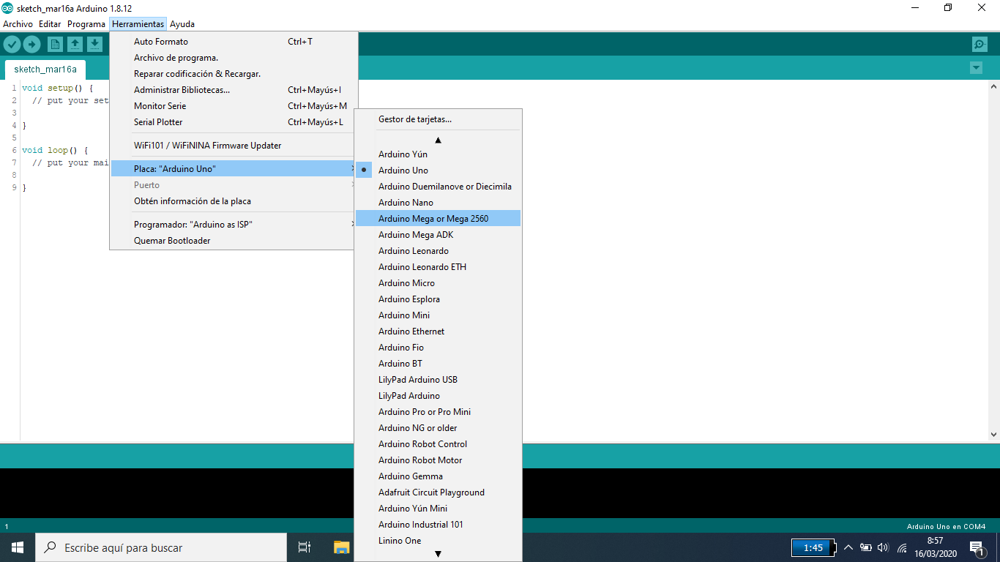 sketch_mar16a Arduino 1.8.12
Archivo Editar Programa Herramientas Ayuda
sketch_mar16a
Auto Formato Ctrl+T
Archivo de programa.
Reparar codificación & Recargar.
Administrar Bibliotecas... Ctrl+Mayús+I
Monitor Serie Ctrl+Mayús+M
Serial Plotter Ctrl+Mayús+L
WiFi101 / WiFiNINA Firmware Updater
Placa: "Arduino Uno"
Puerto
Obtén información de la placa
Programador: "Arduino as ISP"
Quemar Bootloader
1 void setup() {
2 // put your set
3
4 }
5
6 void loop() {
7 // put your mai
8
9 }
Gestor de tarjetas...
Arduino Yún
Arduino Uno
Arduino Duemilanove or Diecimila
Arduino Nano
Arduino Mega or Mega 2560
Arduino Mega ADK
Arduino Leonardo
Arduino Leonardo ETH
Arduino Micro
Arduino Esplora
Arduino Mini
Arduino Ethernet
Arduino Fio
Arduino BT
LilyPad Arduino USB
LilyPad Arduino
Arduino Pro or Pro Mini
Arduino NG or older
Arduino Robot Control
Arduino Robot Motor
Arduino Gemma
Adafruit Circuit Playground
Arduino Yún Mini
Arduino Industrial 101
Linino One
1 Arduino Uno en COM4
Escribe aquí para buscar
1:45
8:57
16/03/2020
1